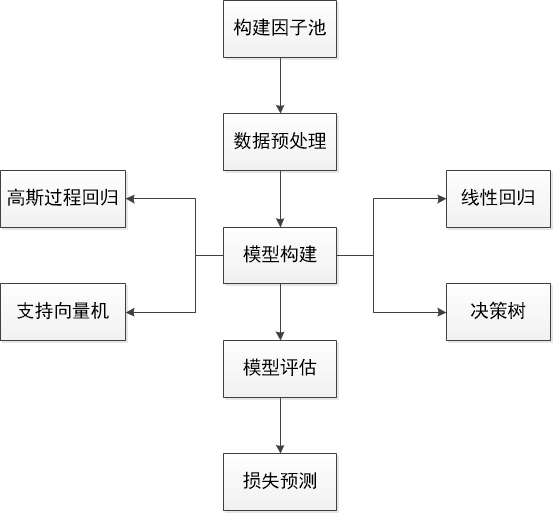 构建因子池
数据预处理
高斯过程回归
线性回归
模型构建
支持向量机
决策树
模型评估
损失预测